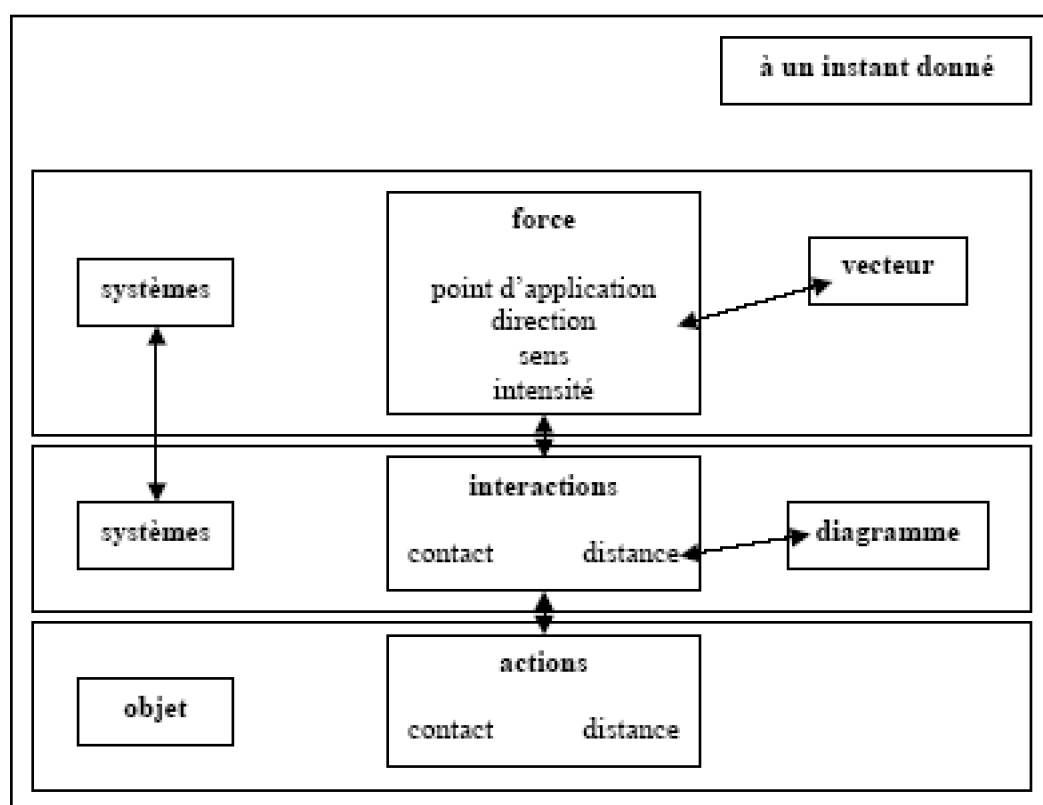 à un instant donné
force
systèmes
vecteur
point d’application
direction
sens
intensité
interactions
systèmes
diagramme
contact distance
actions
objet
contact distance